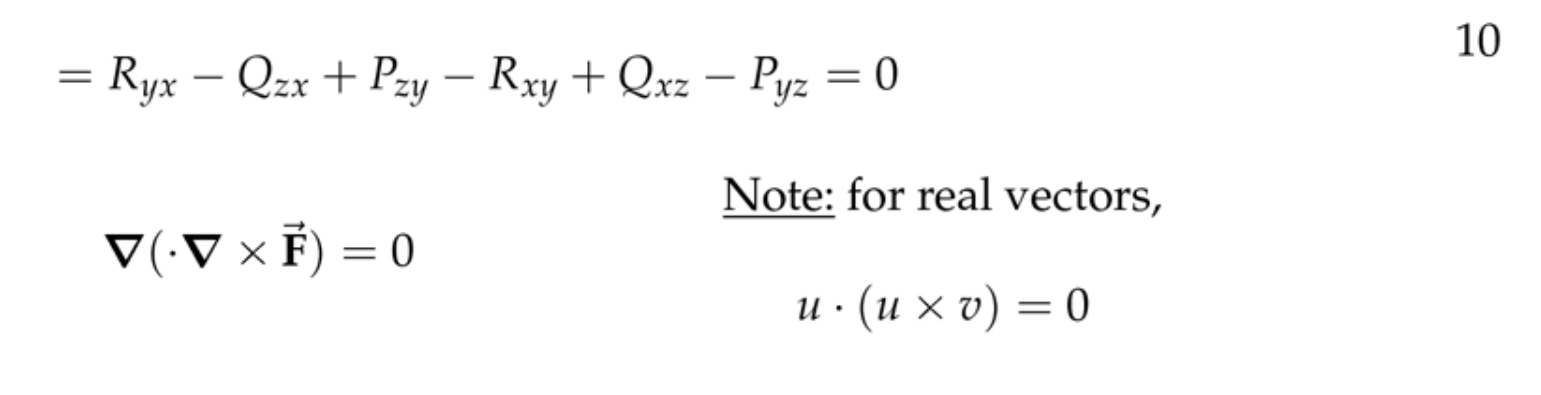 10
= R_{yx} − Q_{zx} + P_{zy} − R_{xy} + Q_{xz} − P_{yz} = 0
Note: for real vectors,
∇(·∇ × F⃗) = 0
u · (u × v) = 0